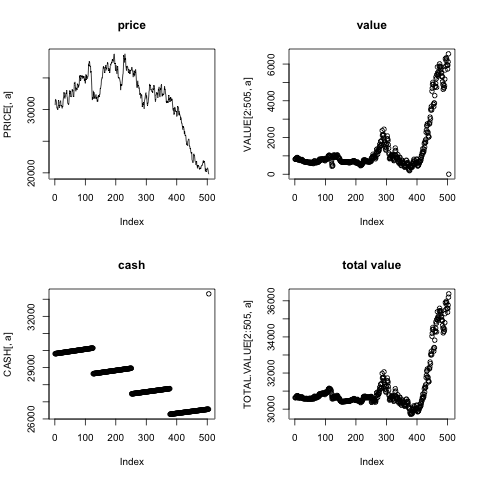 price
PRICE[, a]
20000 30000
0 100 200 300 400 500
Index
value
VALUE[2:505, a]
0 2000 4000 6000
0 100 200 300 400 500
Index
cash
CASH[, a]
26000 29000 32000
0 100 200 300 400 500
Index
total value
TOTAL.VALUE[2:505, a]
30000 32000 34000 36000
0 100 200 300 400 500
Index